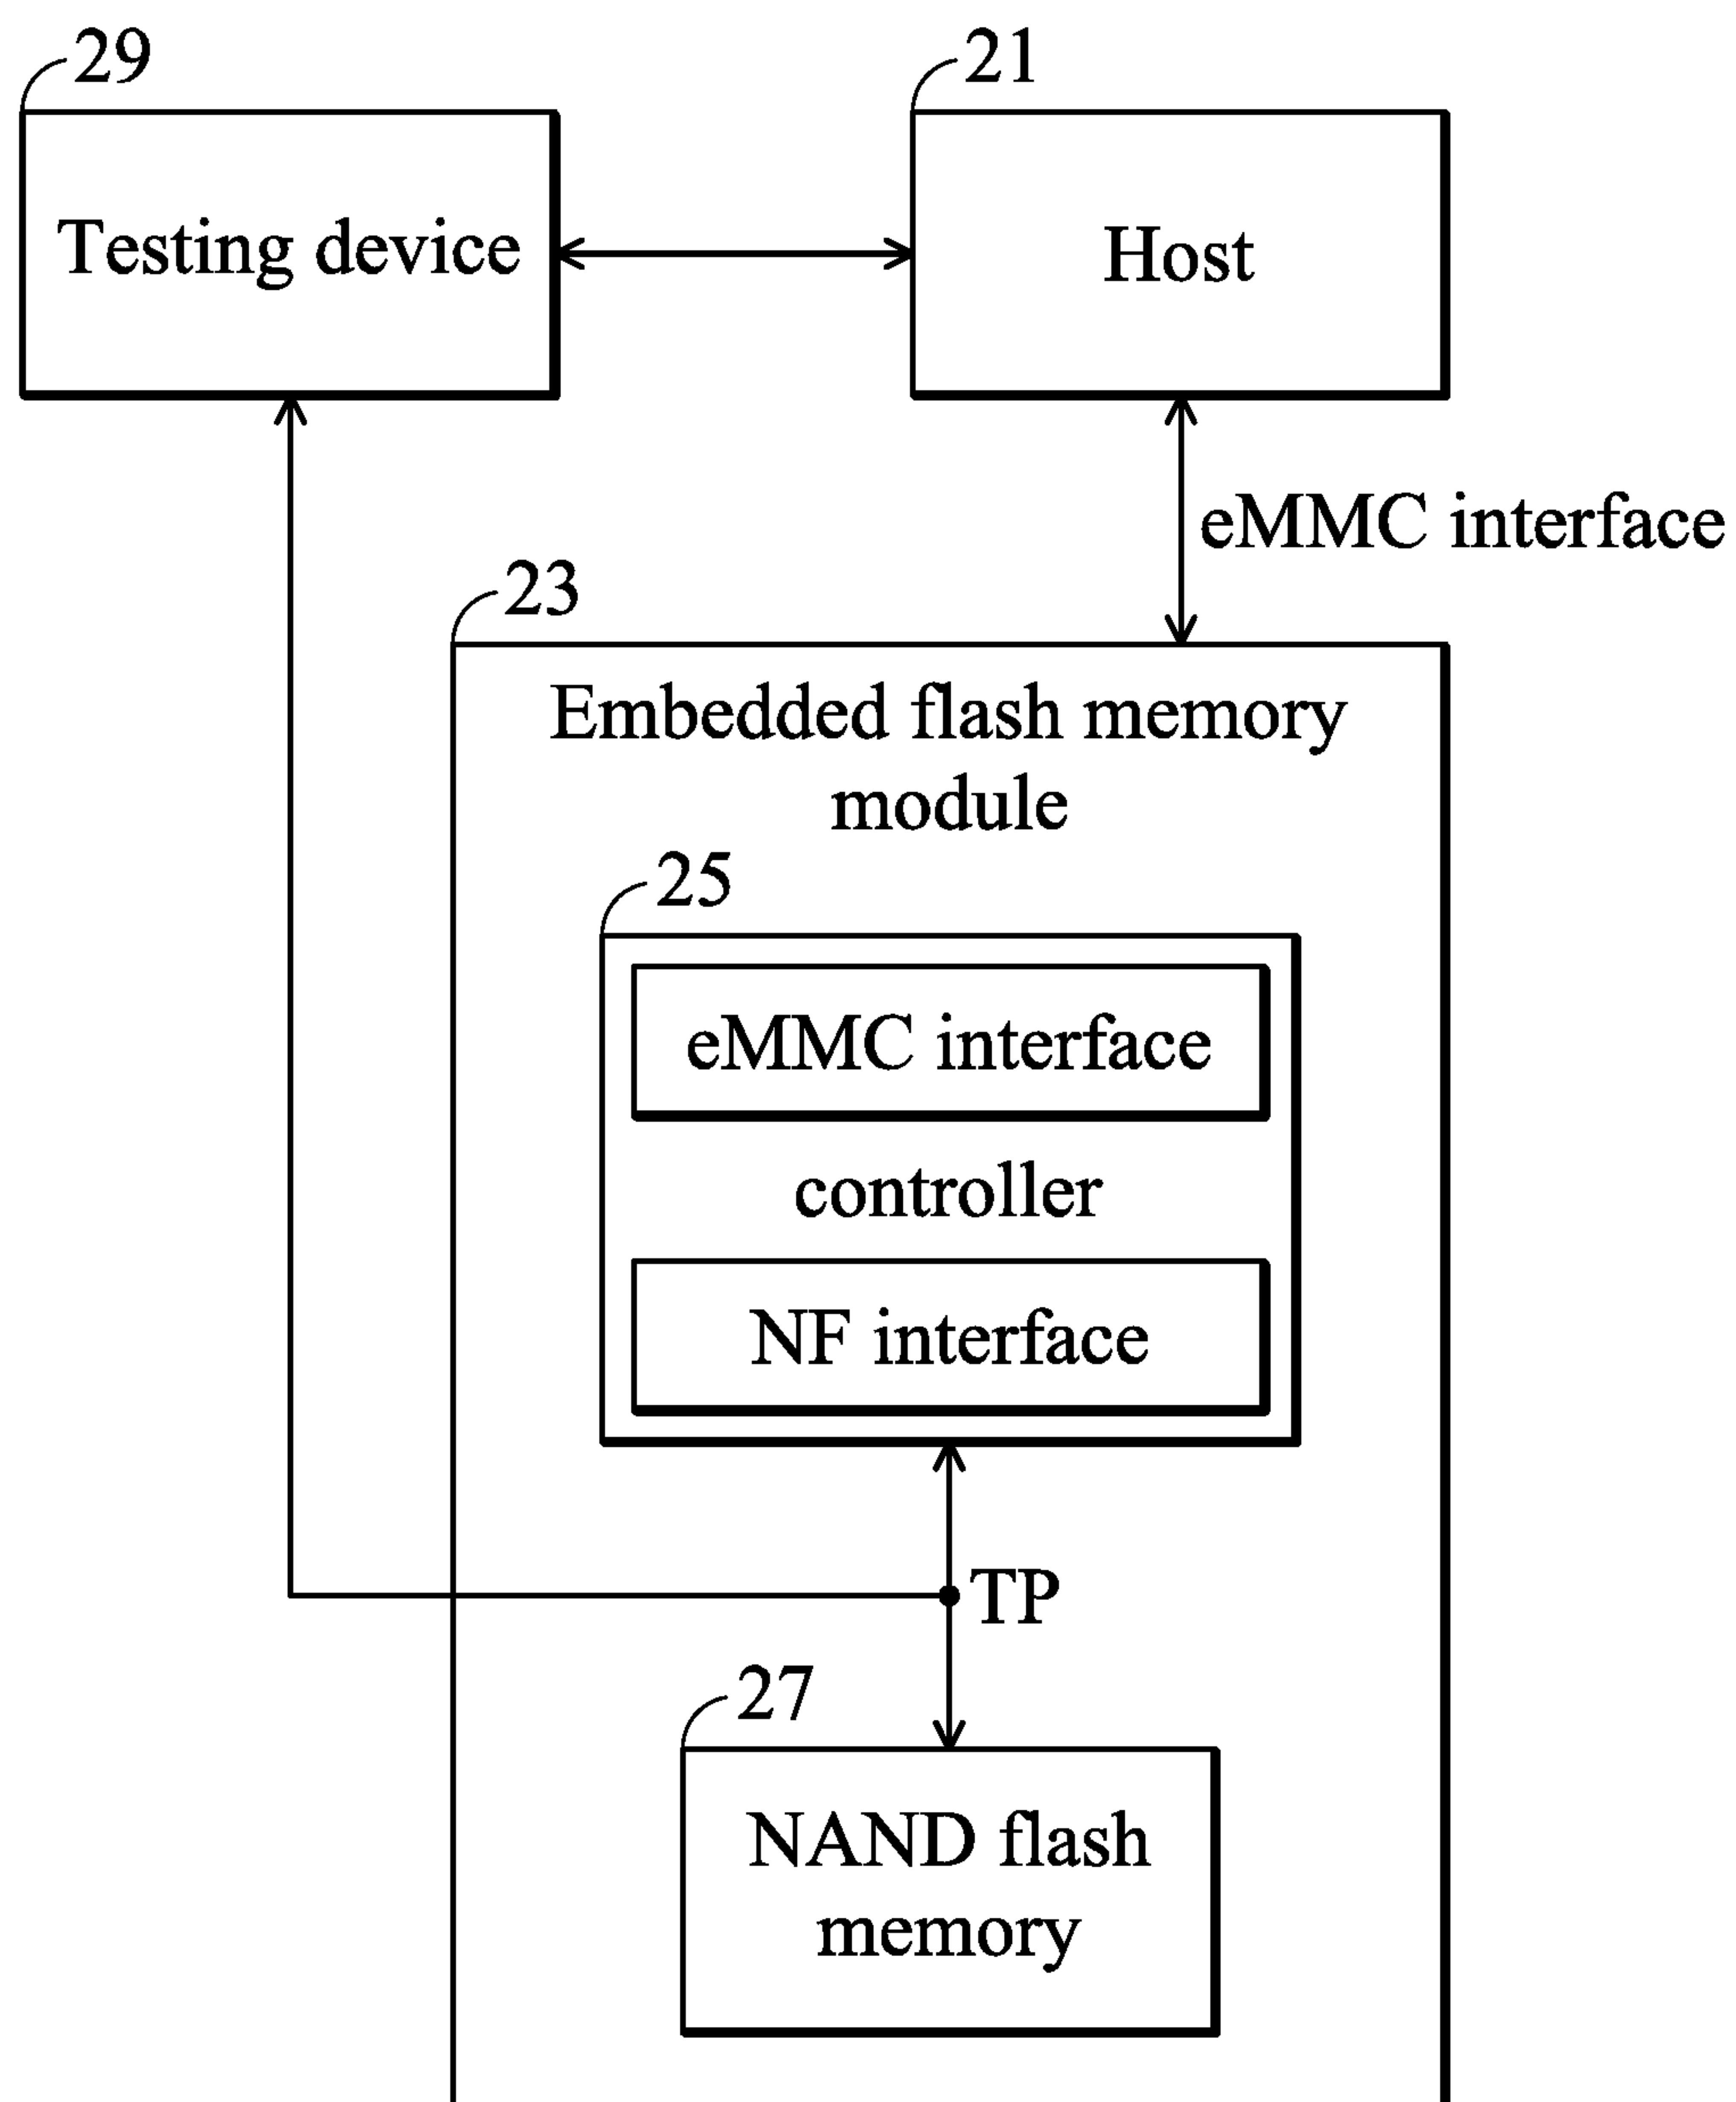 29
21
Testing device
Host
eMMC interface
23
Embedded flash memory
module
25
eMMC interface
controller
NF interface
TP
27
NAND flash
memory